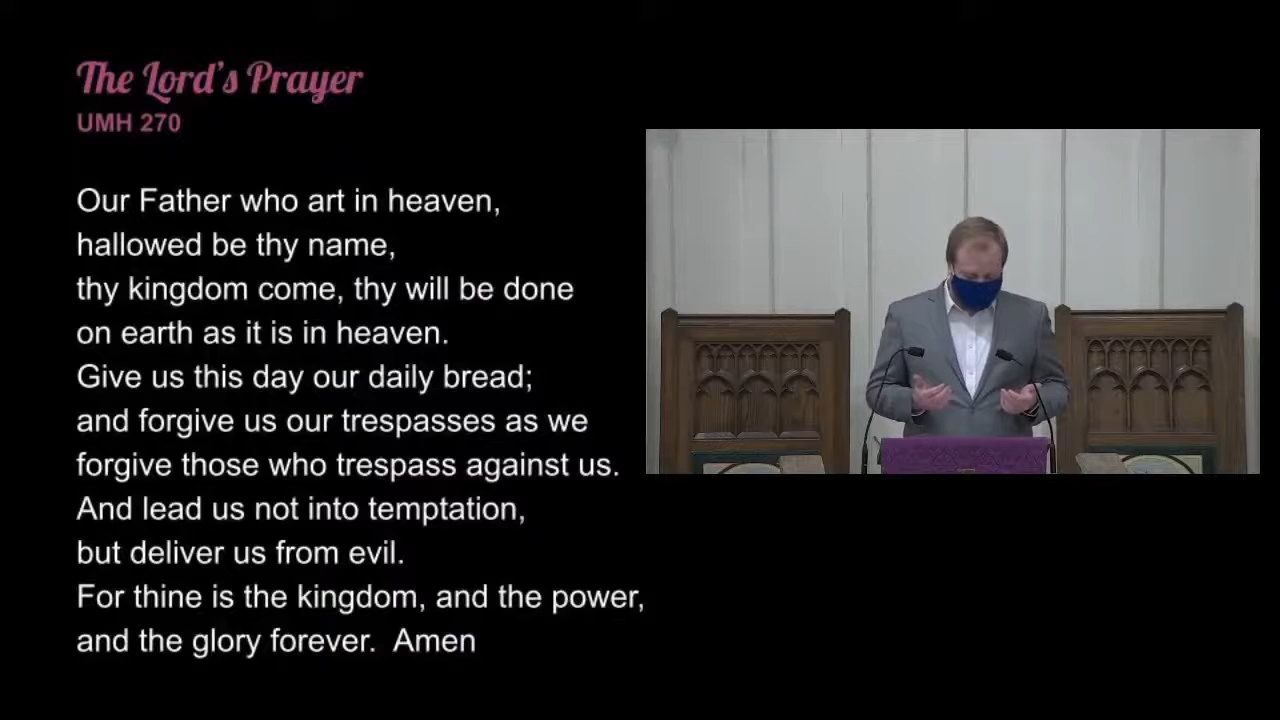 The Lord's Prayer
UMH 270
Our Father who art in heaven,
hallowed be thy name,
thy kingdom come, thy will be done
on earth as it is in heaven.
Give us this day our daily bread;
and forgive us our trespasses as we
forgive those who trespass against us.
And lead us not into temptation,
but deliver us from evil.
For thine is the kingdom, and the power,
and the glory forever.  Amen